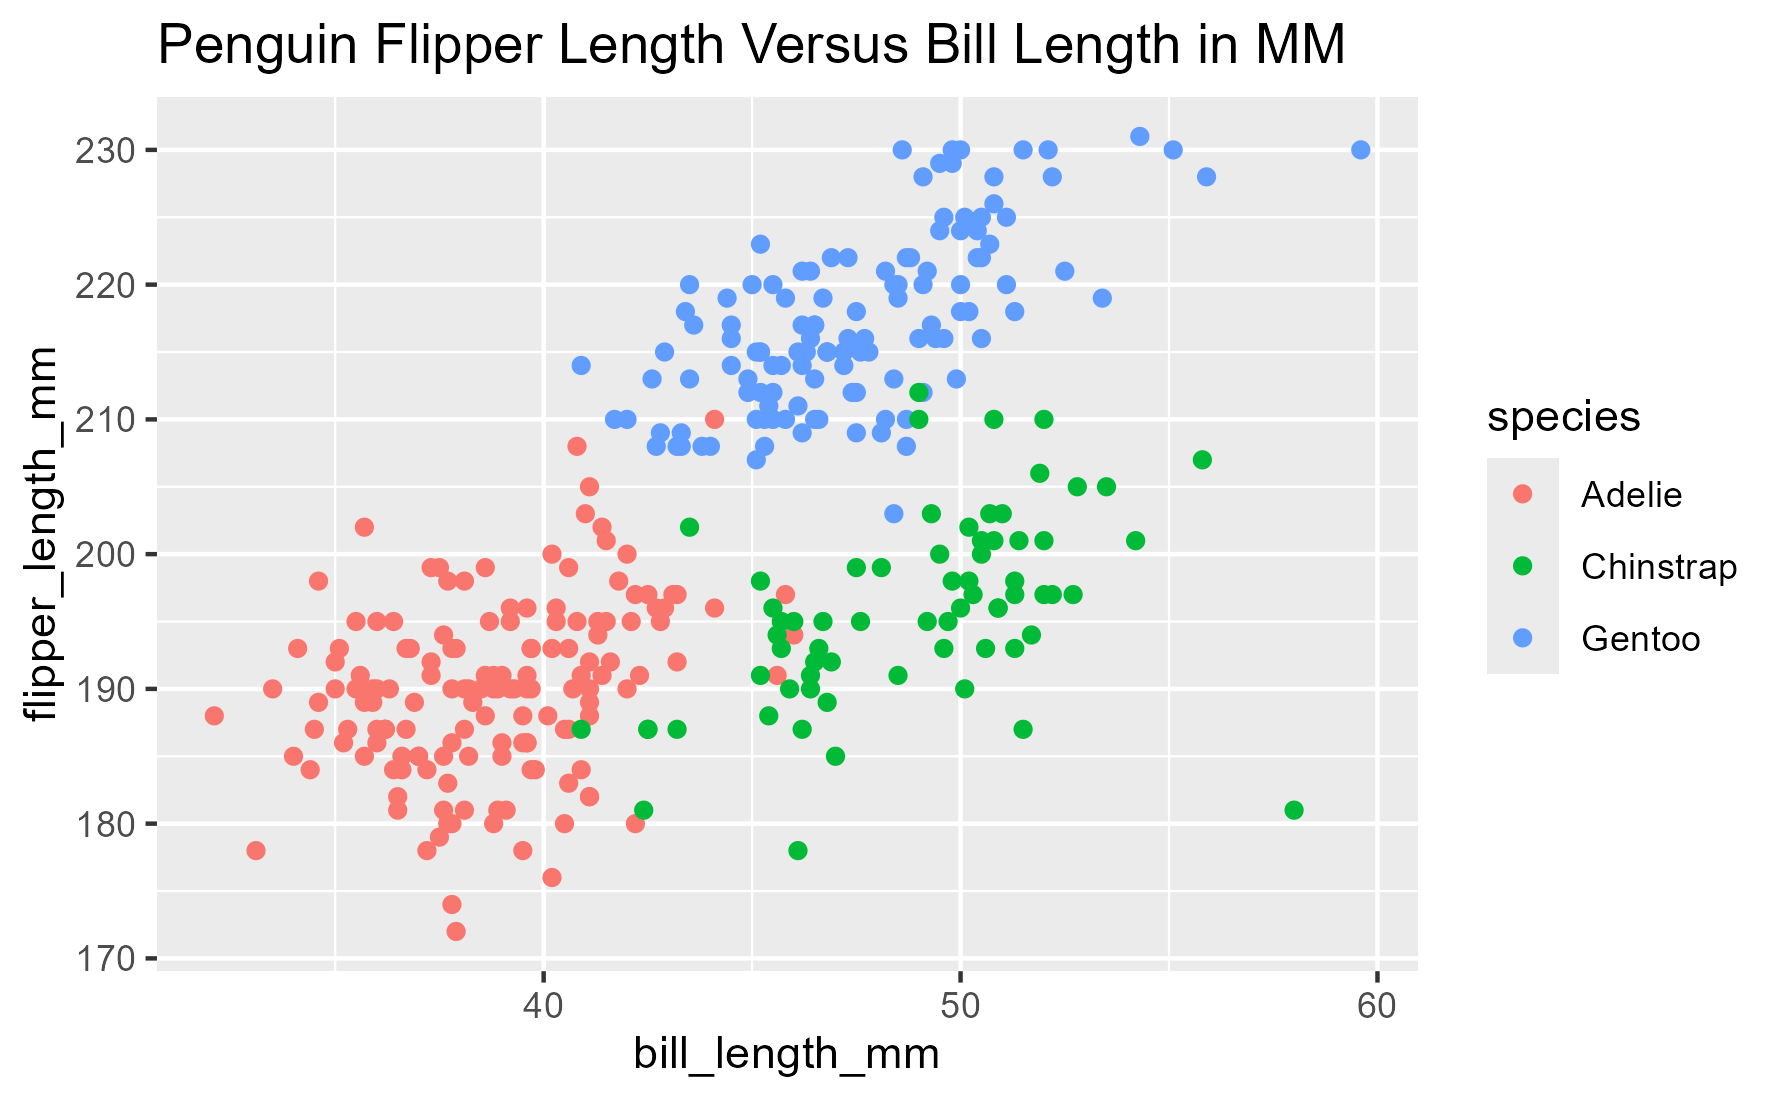 Penguin Flipper Length Versus Bill Length in MM
230
220
210
200
190
180
170
flipper_length_mm
40
50
60
bill_length_mm
species
Adelie
Chinstrap
Gentoo